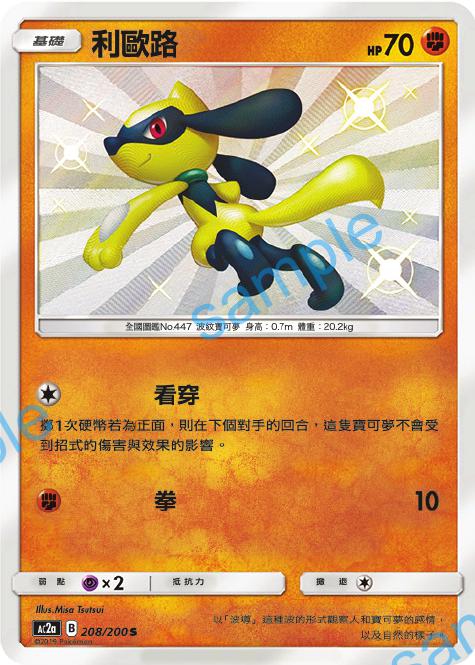 基礎 利歐路 HP70
全國圖鑑No.447 波紋寶可夢 身高：0.7m 體重：20.2kg
sample
看穿
擲1次硬幣若為正面，則在下個對手的回合，這隻寶可夢不會受
到招式的傷害與效果的影響。
拳 10
弱點 ×2 抵抗力 撤退
Illus.Misa Tsutsui
AC2a B 208/200 S
©2019 Pokémon
以「波導」這種波的形式觀察人和寶可夢的感情，
以及自然的樣子。